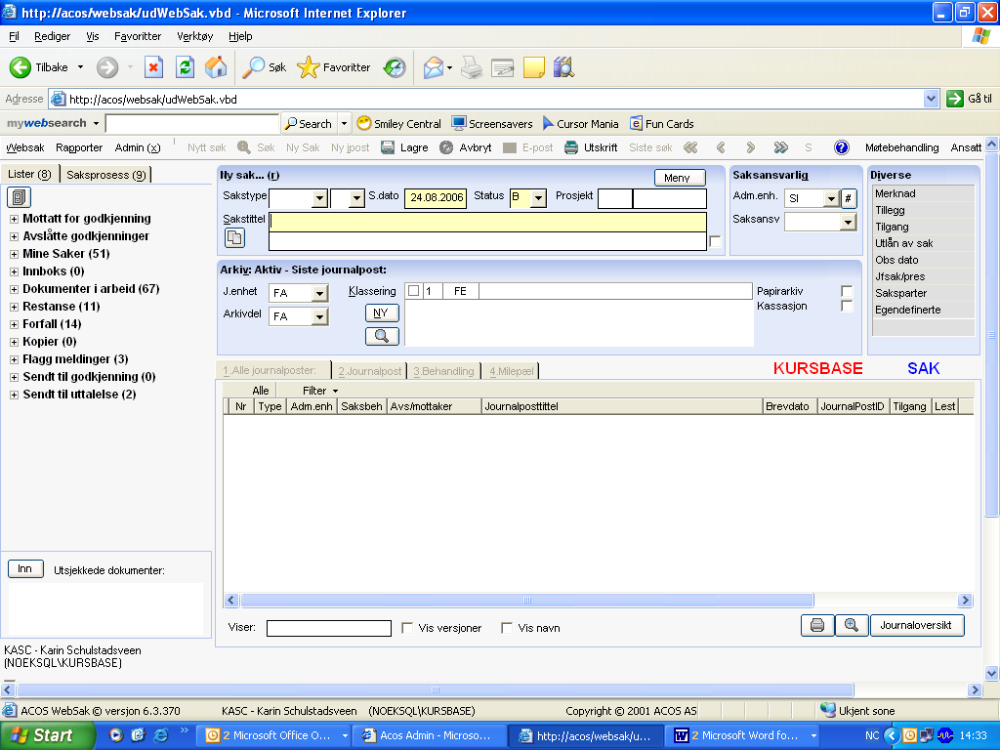 http://acos/websak/udWebSak.vbd - Microsoft Internet Explorer
Fil Rediger Vis Favoritter Verktøy Hjelp
Tilbake Søk Favoritter
Adresse http://acos/websak/udWebSak.vbd Gå til
mywebsearch Search Smiley Central Screensavers Cursor Mania Fun Cards
Websak Rapporter Admin (x) Nytt søk Søk Ny Sak Ny jpost Lagre Avbryt E-post Utskrift Siste søk S Møtebehandling Ansatt
Lister (8) Saksprosess (9)
Mottatt for godkjenning
Avslåtte godkjenninger
Mine Saker (51)
Innboks (0)
Dokumenter i arbeid (67)
Restanse (11)
Forfall (14)
Kopier (0)
Flagg meldinger (3)
Sendt til godkjenning (0)
Sendt til uttalelse (2)
Inn Utsjekkede dokumenter:
KASC - Karin Schulstadsveen
(NOEKSQL\KURSBASE)
Ny sak... (r) Meny
Sakstype S.dato 24.08.2006 Status B Prosjekt
Sakstittel
Saksansvarlig
Adm.enh. SI #
Saksansv
Diverse
Merknad
Tillegg
Tilgang
Utlån av sak
Obs dato
Jfsak/pres
Saksparter
Egendefinerte
Arkiv: Aktiv - Siste journalpost:
J.enhet FA Klassering 1 FE Papirarkiv
Arkivdel FA NY Kassasjon
1.Alle journalposter: 2.Journalpost 3.Behandling 4.Milepæl KURSBASE SAK
Alle Filter
Nr Type Adm.enh Saksbeh Avs/mottaker Journalposttittel Brevdato JournalPostID Tilgang Lest
Viser: Vis versjoner Vis navn Journaloversikt
ACOS WebSak © versjon 6.3.370 KASC - Karin Schulstadsveen (NOEKSQL\KURSBASE) Copyright © 2001 ACOS AS Ukjent sone
Start 2 Microsoft Office O... Acos Admin - Microso... http://acos/websak/u... 2 Microsoft Word fo... NC 14:33